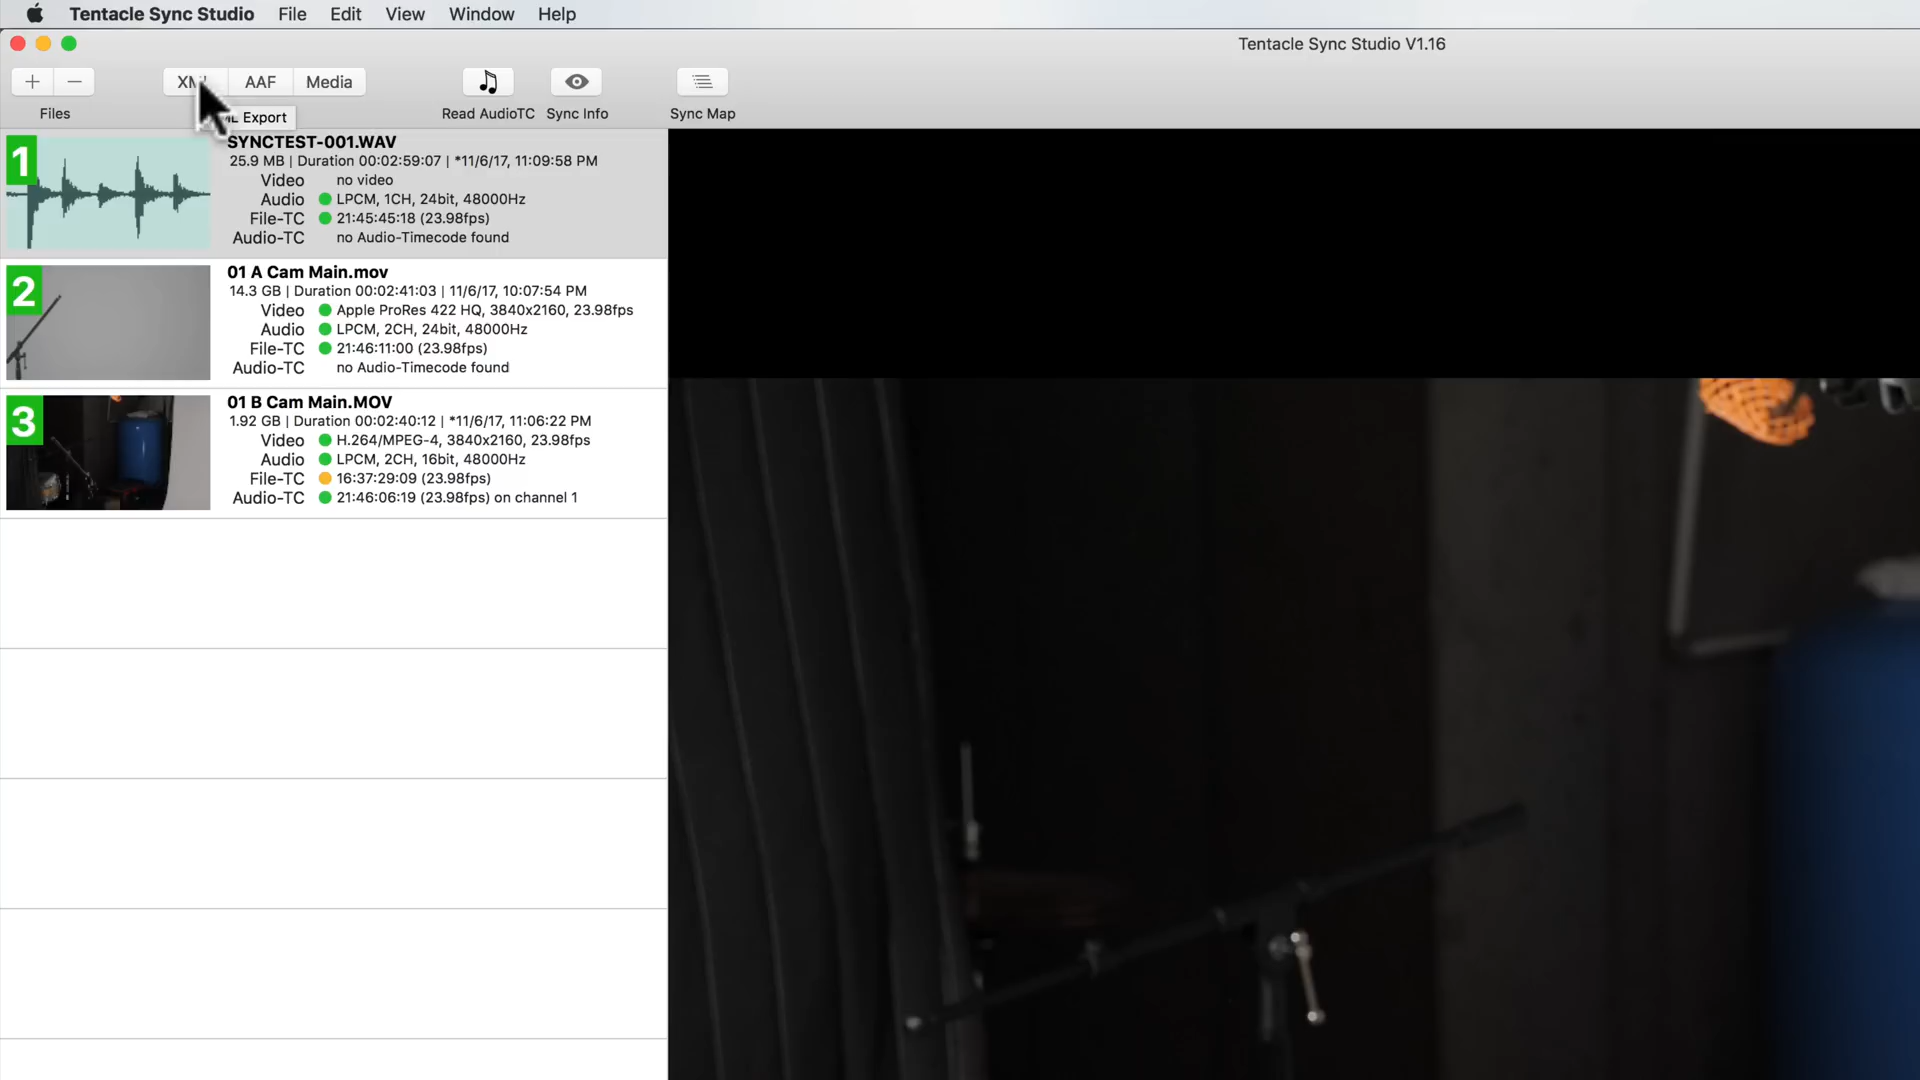 Tentacle Sync Studio File Edit View Window Help
Tentacle Sync Studio V1.16
AAF Media
Files Read AudioTC Sync Info Sync Map
Export
1
SYNCTEST-001.WAV
25.9 MB | Duration 00:02:59:07 | *11/6/17, 11:09:58 PM
Video no video
Audio LPCM, 1CH, 24bit, 48000Hz
File-TC 21:45:45:18 (23.98fps)
Audio-TC no Audio-Timecode found
2
01 A Cam Main.mov
14.3 GB | Duration 00:02:41:03 | 11/6/17, 10:07:54 PM
Video Apple ProRes 422 HQ, 3840x2160, 23.98fps
Audio LPCM, 2CH, 24bit, 48000Hz
File-TC 21:46:11:00 (23.98fps)
Audio-TC no Audio-Timecode found
3
01 B Cam Main.MOV
1.92 GB | Duration 00:02:40:12 | *11/6/17, 11:06:22 PM
Video H.264/MPEG-4, 3840x2160, 23.98fps
Audio LPCM, 2CH, 16bit, 48000Hz
File-TC 16:37:29:09 (23.98fps)
Audio-TC 21:46:06:19 (23.98fps) on channel 1